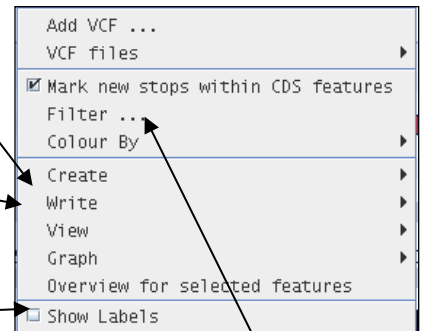 Add VCF ...
VCF files
Mark new stops within CDS features
Filter ...
Colour By
Create
Write
View
Graph
Overview for selected features
Show Labels